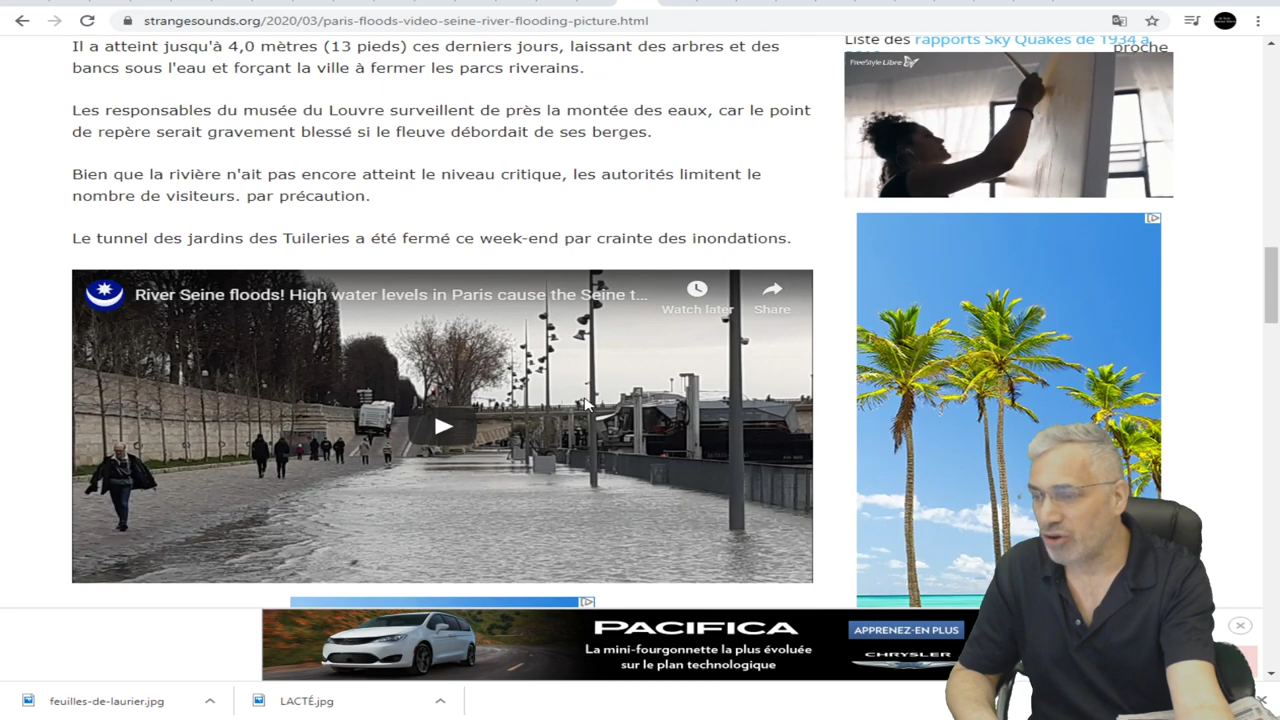 strangesounds.org/2020/03/paris-floods-video-seine-river-flooding-picture.html
Il a atteint jusqu'à 4,0 mètres (13 pieds) ces derniers jours, laissant des arbres et des
bancs sous l'eau et forçant la ville à fermer les parcs riverains.
Les responsables du musée du Louvre surveillent de près la montée des eaux, car le point
de repère serait gravement blessé si le fleuve débordait de ses berges.
Bien que la rivière n'ait pas encore atteint le niveau critique, les autorités limitent le
nombre de visiteurs. par précaution.
Le tunnel des jardins des Tuileries a été fermé ce week-end par crainte des inondations.
River Seine floods! High water levels in Paris cause the Seine t...
Watch later
Share
Liste des rapports Sky Quakes de 1934 à
proche
FreeStyle Libre
PACIFICA
La mini-fourgonnette la plus évoluée
sur le plan technologique
APPRENEZ-EN PLUS
CHRYSLER
feuilles-de-laurier.jpg
LACTÉ.jpg